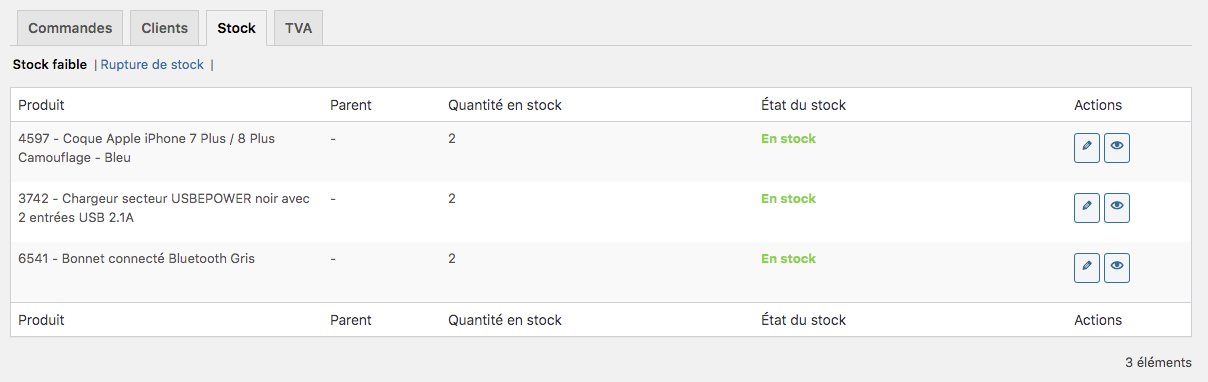 Commandes Clients Stock TVA
Stock faible | Rupture de stock |
Produit Parent Quantité en stock État du stock Actions
4597 - Coque Apple iPhone 7 Plus / 8 Plus - 2 En stock
Camouflage - Bleu
3742 - Chargeur secteur USBEPOWER noir avec - 2 En stock
2 entrées USB 2.1A
6541 - Bonnet connecté Bluetooth Gris - 2 En stock
Produit Parent Quantité en stock État du stock Actions
3 éléments